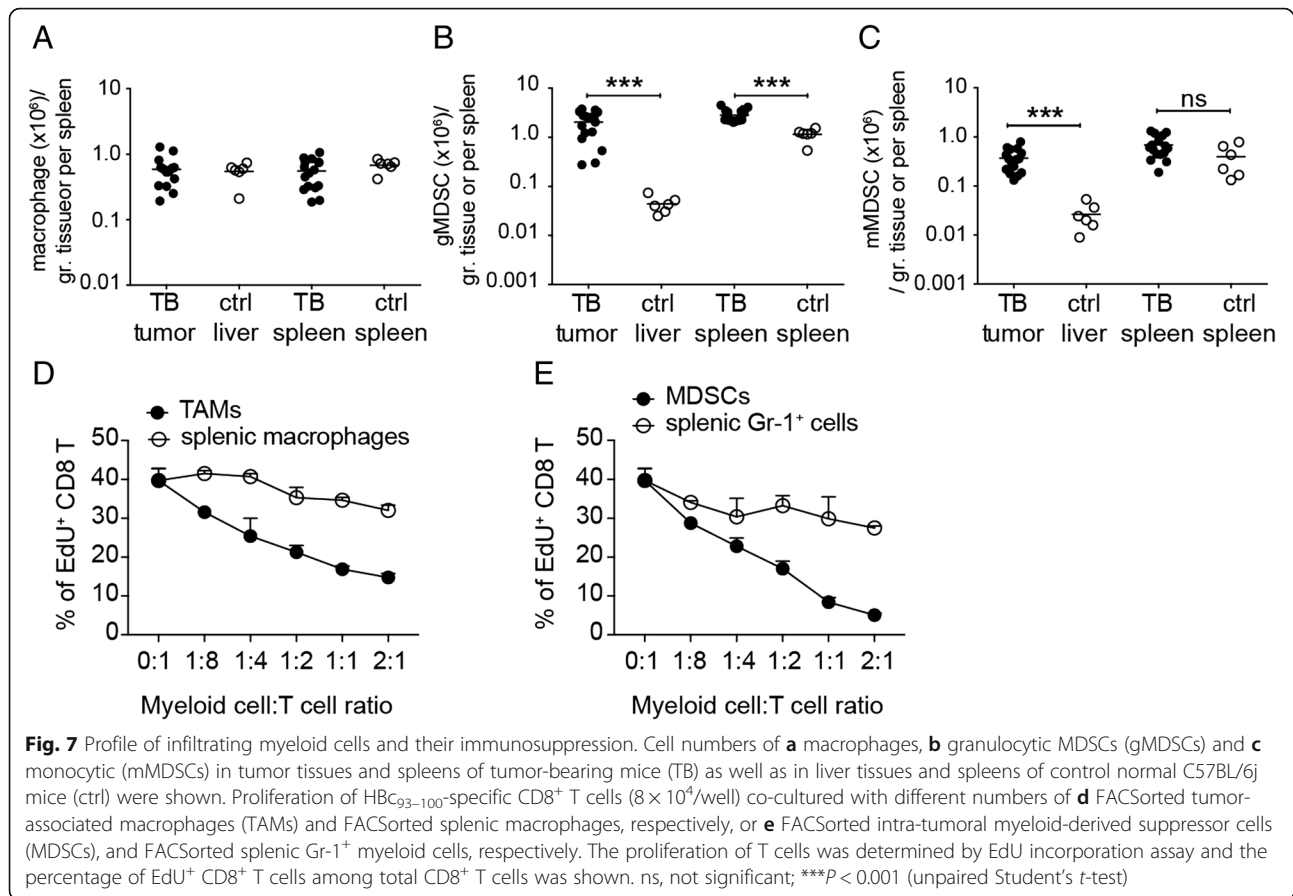 A
macrophage (x10⁶)/
gr. tissueor per spleen
10
1.0
0.1
0.01
TB
tumor
ctrl
liver
TB
spleen
ctrl
spleen
B
gMDSC (x10⁶)/
gr. tissue or per spleen
10
1.0
0.1
0.01
0.001
***
***
TB
tumor
ctrl
liver
TB
spleen
ctrl
spleen
C
mMDSC (x10⁶)
/ gr. tissue or per spleen
10
1.0
0.1
0.01
0.001
***
ns
TB
tumor
ctrl
liver
TB
spleen
ctrl
spleen
D
TAMs
splenic macrophages
% of EdU⁺ CD8 T
50
40
30
20
10
0
0:1 1:8 1:4 1:2 1:1 2:1
Myeloid cell:T cell ratio
E
MDSCs
splenic Gr-1⁺ cells
% of EdU⁺ CD8 T
50
40
30
20
10
0
0:1 1:8 1:4 1:2 1:1 2:1
Myeloid cell:T cell ratio
Fig. 7 Profile of infiltrating myeloid cells and their immunosuppression. Cell numbers of a macrophages, b granulocytic MDSCs (gMDSCs) and c
monocytic (mMDSCs) in tumor tissues and spleens of tumor-bearing mice (TB) as well as in liver tissues and spleens of control normal C57BL/6j
mice (ctrl) were shown. Proliferation of HBc₉₃₋₁₀₀-specific CD8⁺ T cells (8 × 10⁴/well) co-cultured with different numbers of d FACSorted tumor-
associated macrophages (TAMs) and FACSorted splenic macrophages, respectively, or e FACSorted intra-tumoral myeloid-derived suppressor cells
(MDSCs), and FACSorted splenic Gr-1⁺ myeloid cells, respectively. The proliferation of T cells was determined by EdU incorporation assay and the
percentage of EdU⁺ CD8⁺ T cells among total CD8⁺ T cells was shown. ns, not significant; ***P < 0.001 (unpaired Student's t-test)